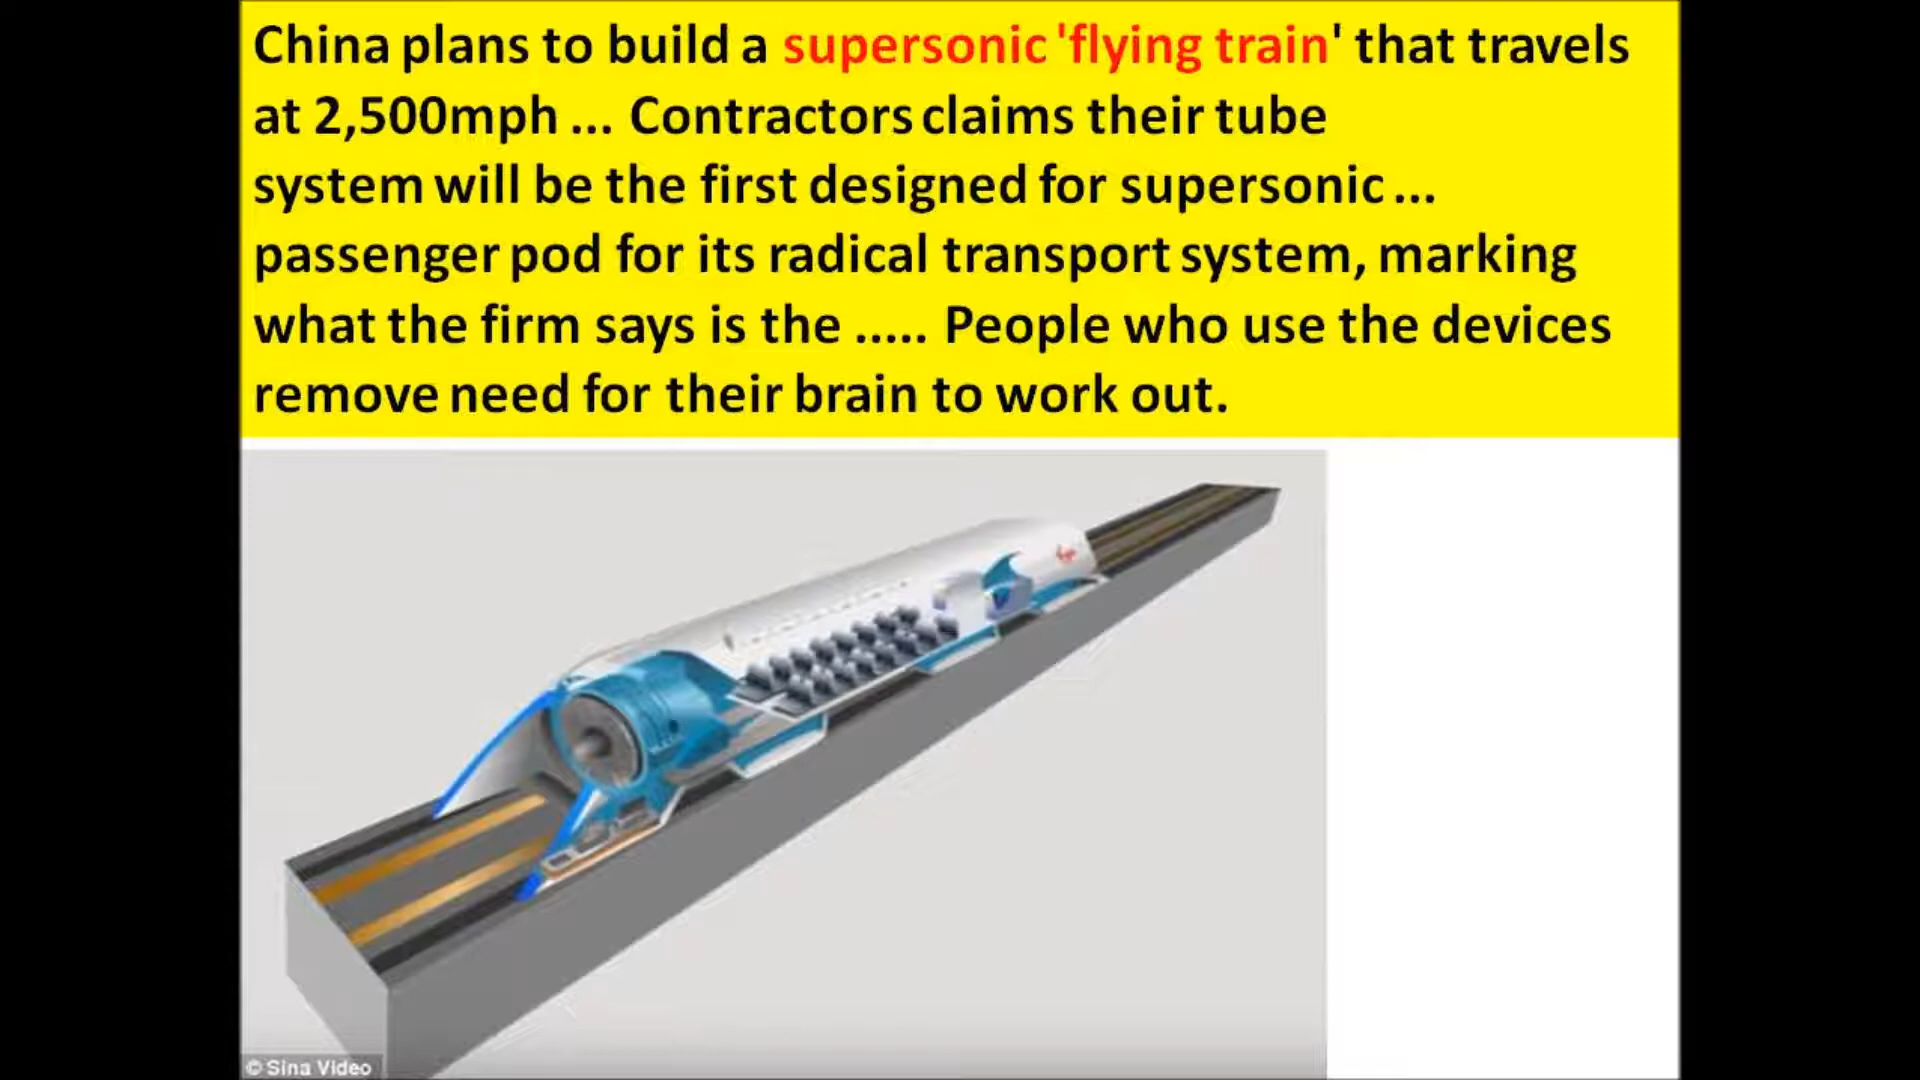 China plans to build a supersonic 'flying train' that travels
at 2,500mph ... Contractors claims their tube
system will be the first designed for supersonic ...
passenger pod for its radical transport system, marking
what the firm says is the ..... People who use the devices
remove need for their brain to work out.
© Sina Video